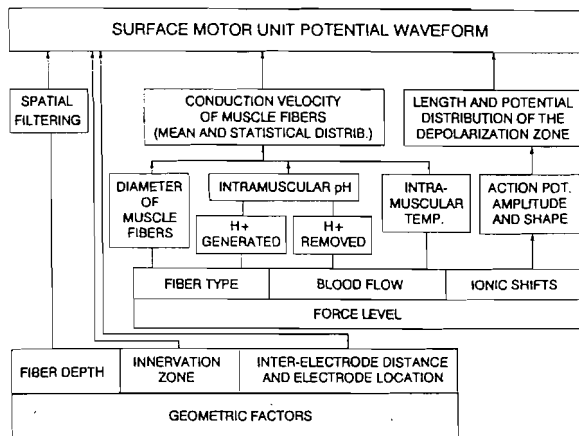 SURFACE MOTOR UNIT POTENTIAL WAVEFORM
SPATIAL
FILTERING
CONDUCTION VELOCITY
OF MUSCLE FIBERS
(MEAN AND STATISTICAL DISTRIB.)
LENGTH AND POTENTIAL
DISTRIBUTION OF THE
DEPOLARIZATION ZONE
DIAMETER
OF
MUSCLE
FIBERS
INTRAMUSCULAR pH
H+
GENERATED
H+
REMOVED
INTRA-
MUSCULAR
TEMP.
ACTION POT.
AMPLITUDE
AND SHAPE
FIBER TYPE
BLOOD FLOW
IONIC SHIFTS
FORCE LEVEL
FIBER DEPTH
INNERVATION
ZONE
INTER-ELECTRODE DISTANCE
AND ELECTRODE LOCATION
GEOMETRIC FACTORS